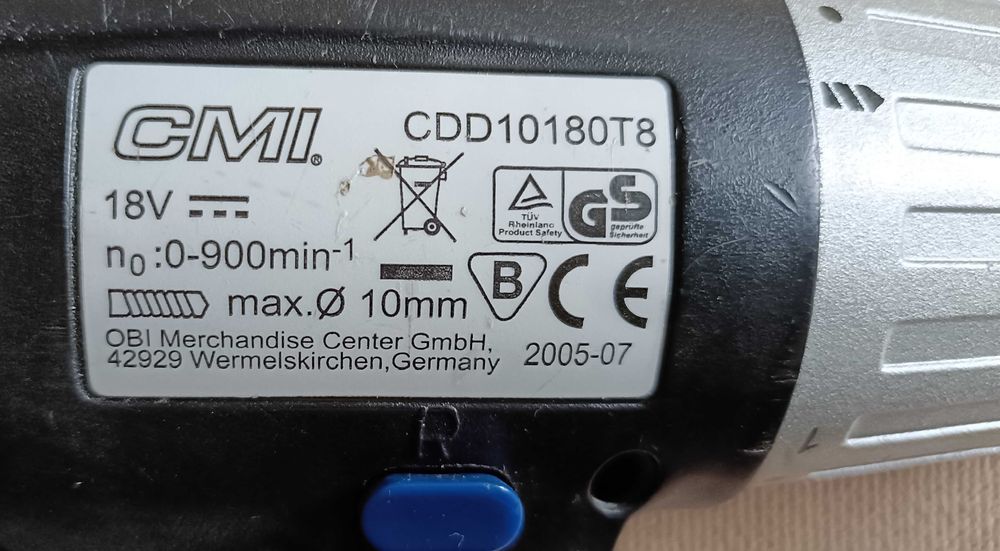 CMI®
CDD10180T8
18V
TÜV
Rheinland
Product Safety
GS
geprüfte
Sicherheit
n0:0-900min-1
B
CE
max.Ø 10mm
OBI Merchandise Center GmbH,
42929 Wermelskirchen,Germany
2005-07
R
1